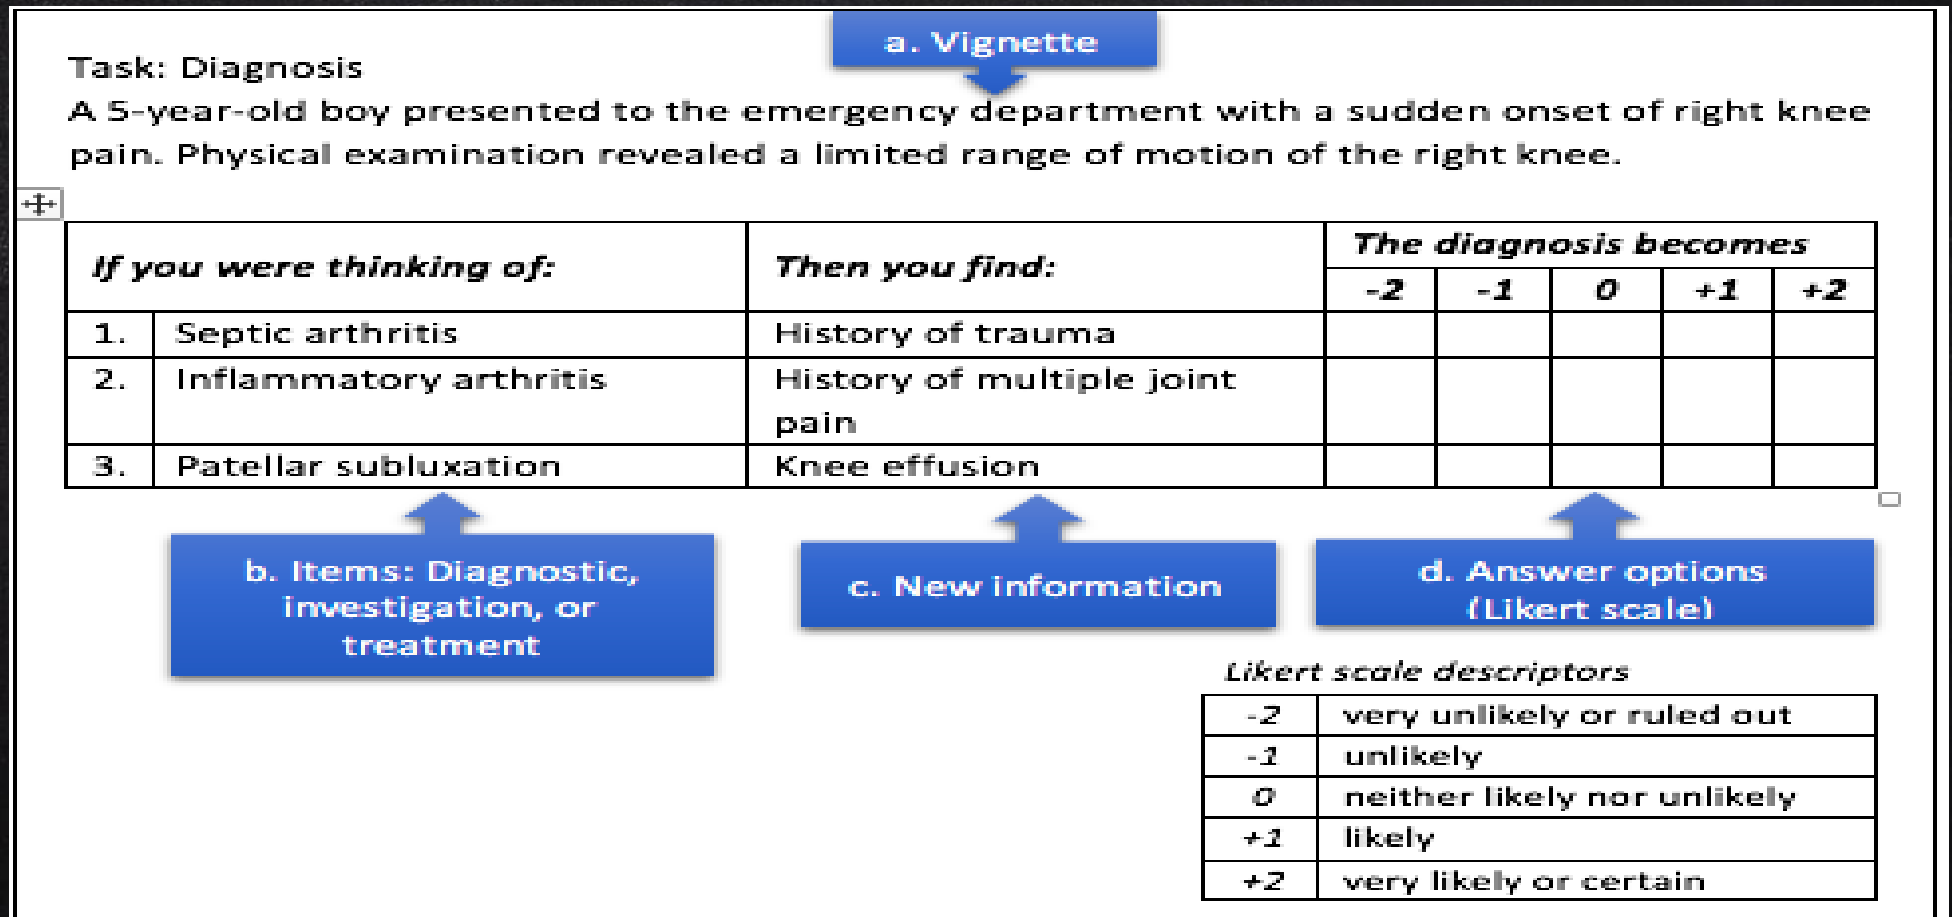 a. Vignette
Task: Diagnosis
A 5-year-old boy presented to the emergency department with a sudden onset of right knee
pain. Physical examination revealed a limited range of motion of the right knee.
If you were thinking of:
Then you find:
The diagnosis becomes
-2 -1 0 +1 +2
1. Septic arthritis History of trauma
2. Inflammatory arthritis History of multiple joint
pain
3. Patellar subluxation Knee effusion
b. Items: Diagnostic,
investigation, or
treatment
c. New information
d. Answer options
(Likert scale)
Likert scale descriptors
-2 very unlikely or ruled out
-1 unlikely
0 neither likely nor unlikely
+1 likely
+2 very likely or certain